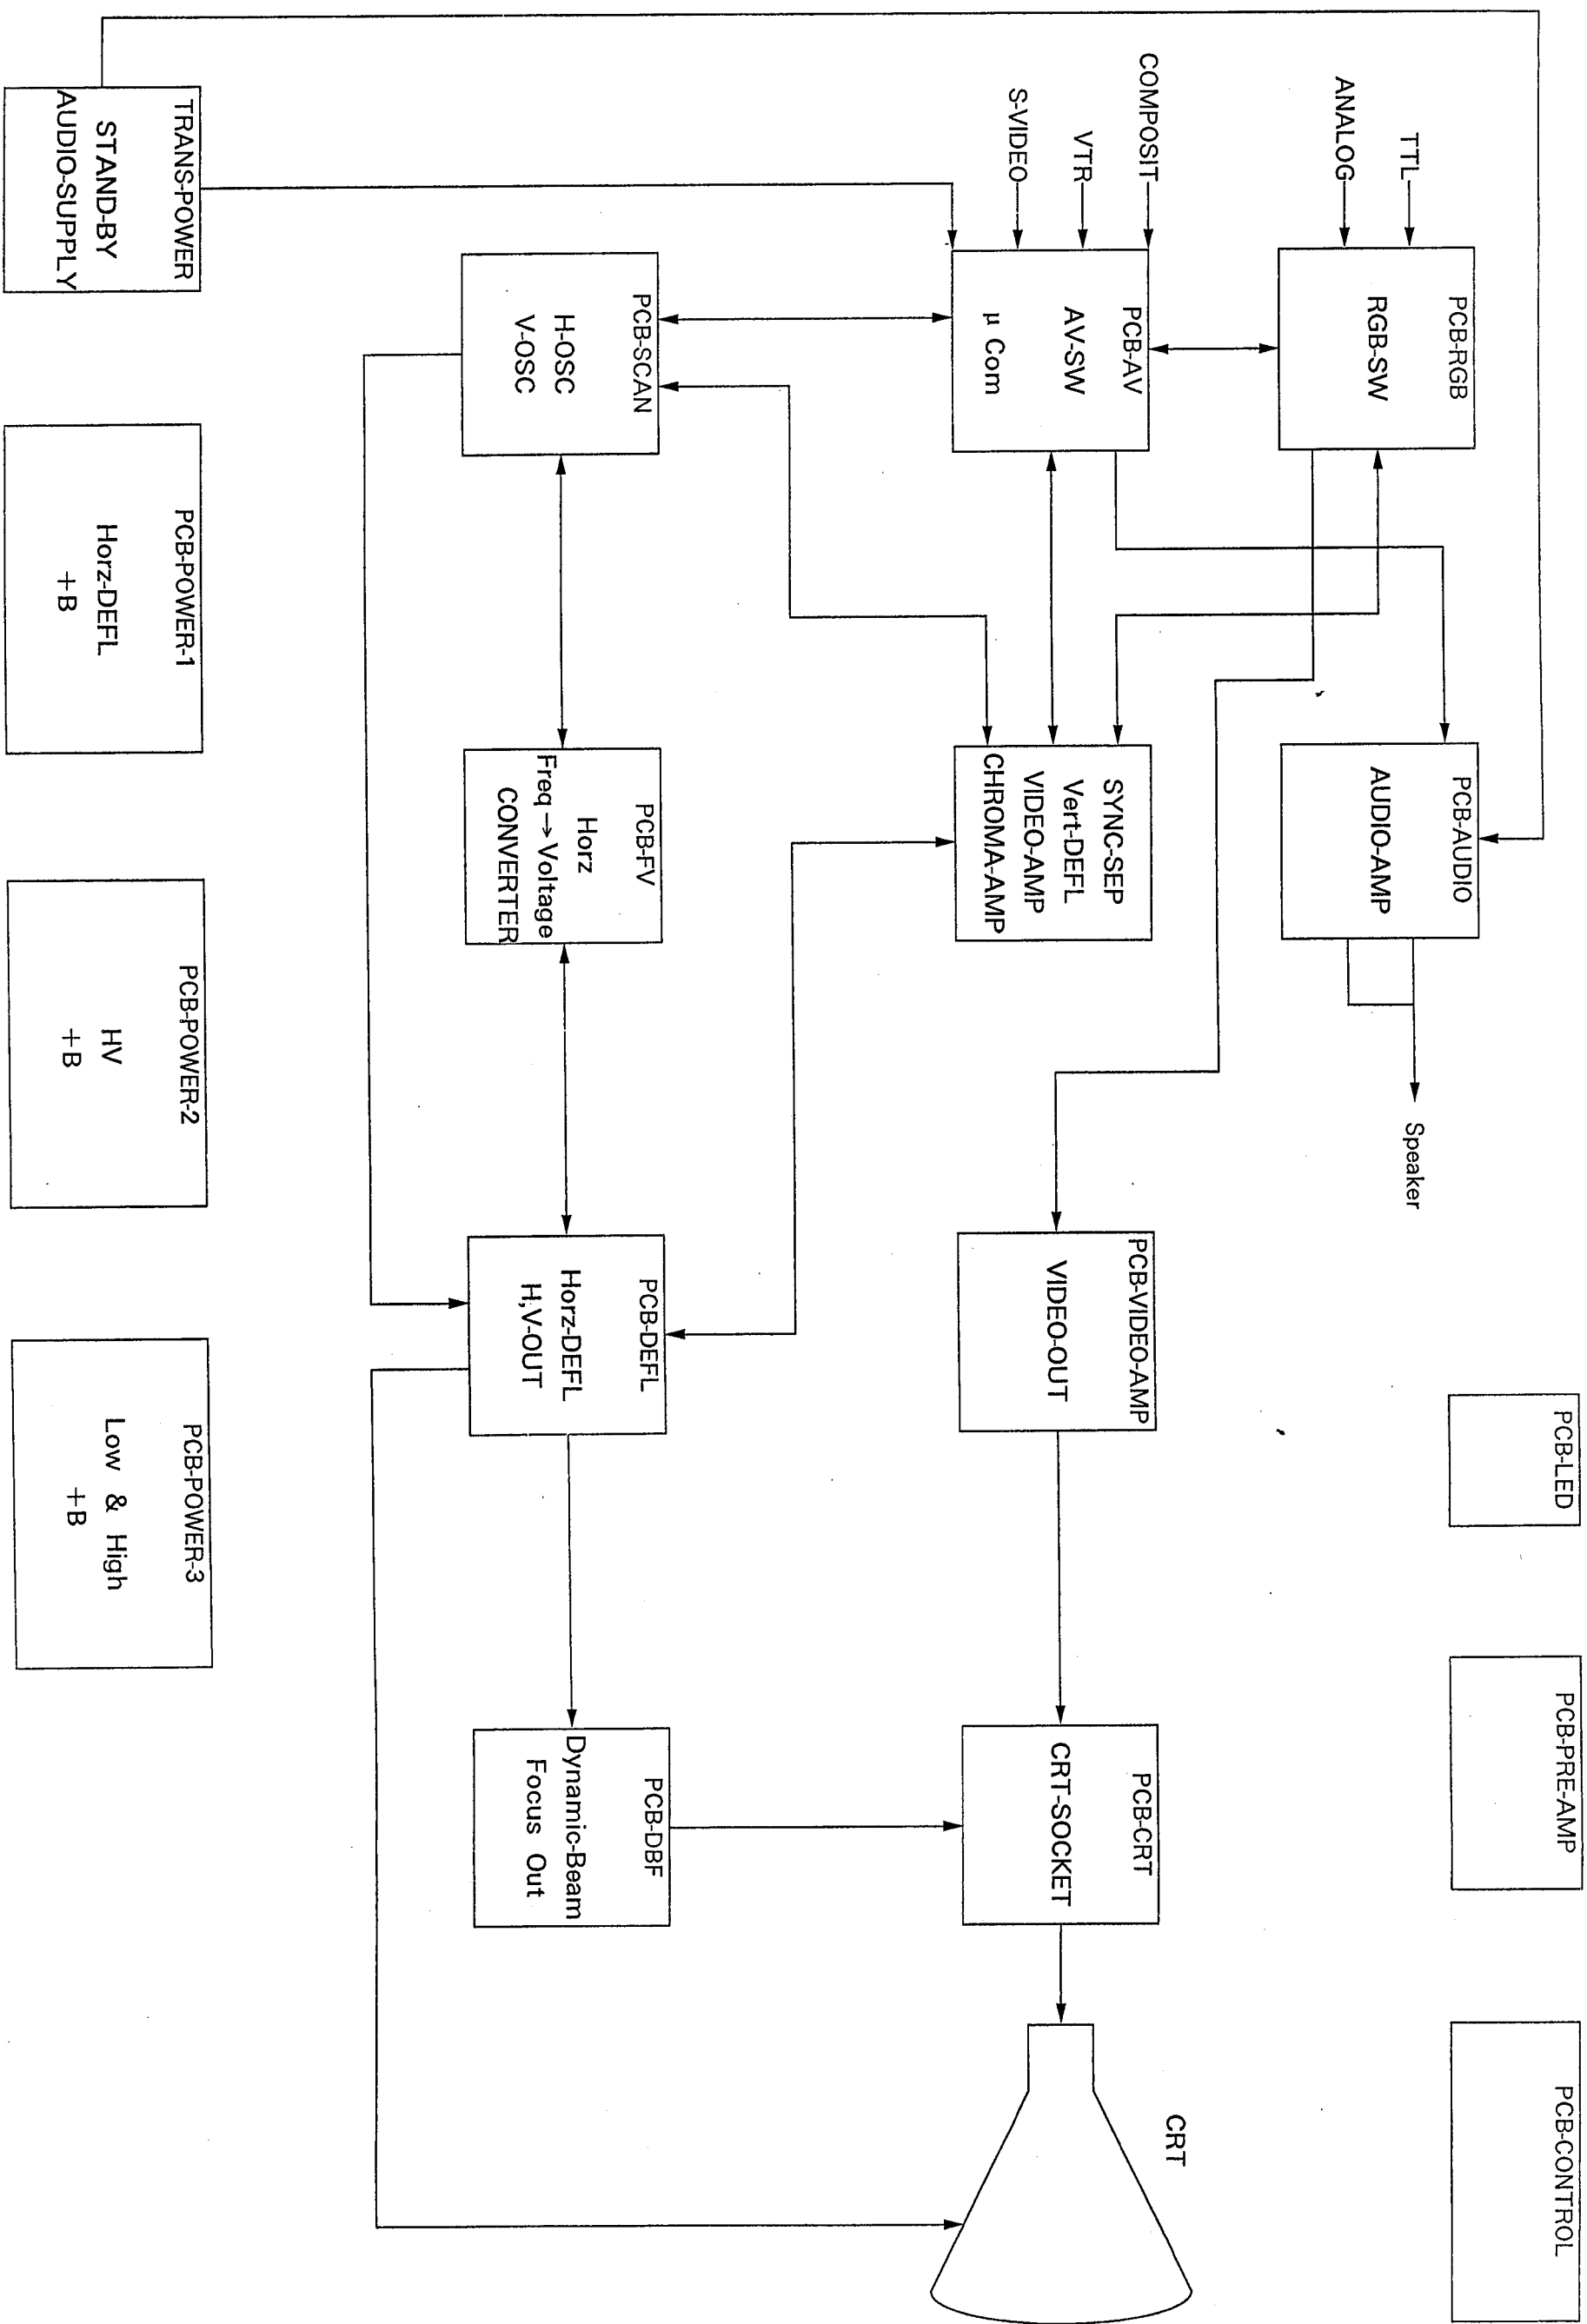 PCB-LED
PCB-PRE-AMP
PCB-CONTROL
TTL
ANALOG
PCB-RGB
RGB-SW
PCB-AUDIO
AUDIO-AMP
Speaker
COMPOSIT
VTR
S-VIDEO
PCB-AV
AV-SW
μ Com
SYNC-SEP
Vert-DEFL
VIDEO-AMP
CHROMA-AMP
PCB-VIDEO-AMP
VIDEO-OUT
PCB-CRT
CRT-SOCKET
CRT
PCB-SCAN
H-OSC
V-OSC
PCB-FV
Horz
Freq→Voltage
CONVERTER
PCB-DEFL
Horz-DEFL
H,V-OUT
PCB-DBF
Dynamic-Beam
Focus Out
TRANS-POWER
STAND-BY
AUDIO-SUPPLY
PCB-POWER-1
Horz-DEFL
+B
PCB-POWER-2
HV
+B
PCB-POWER-3
Low & High
+B